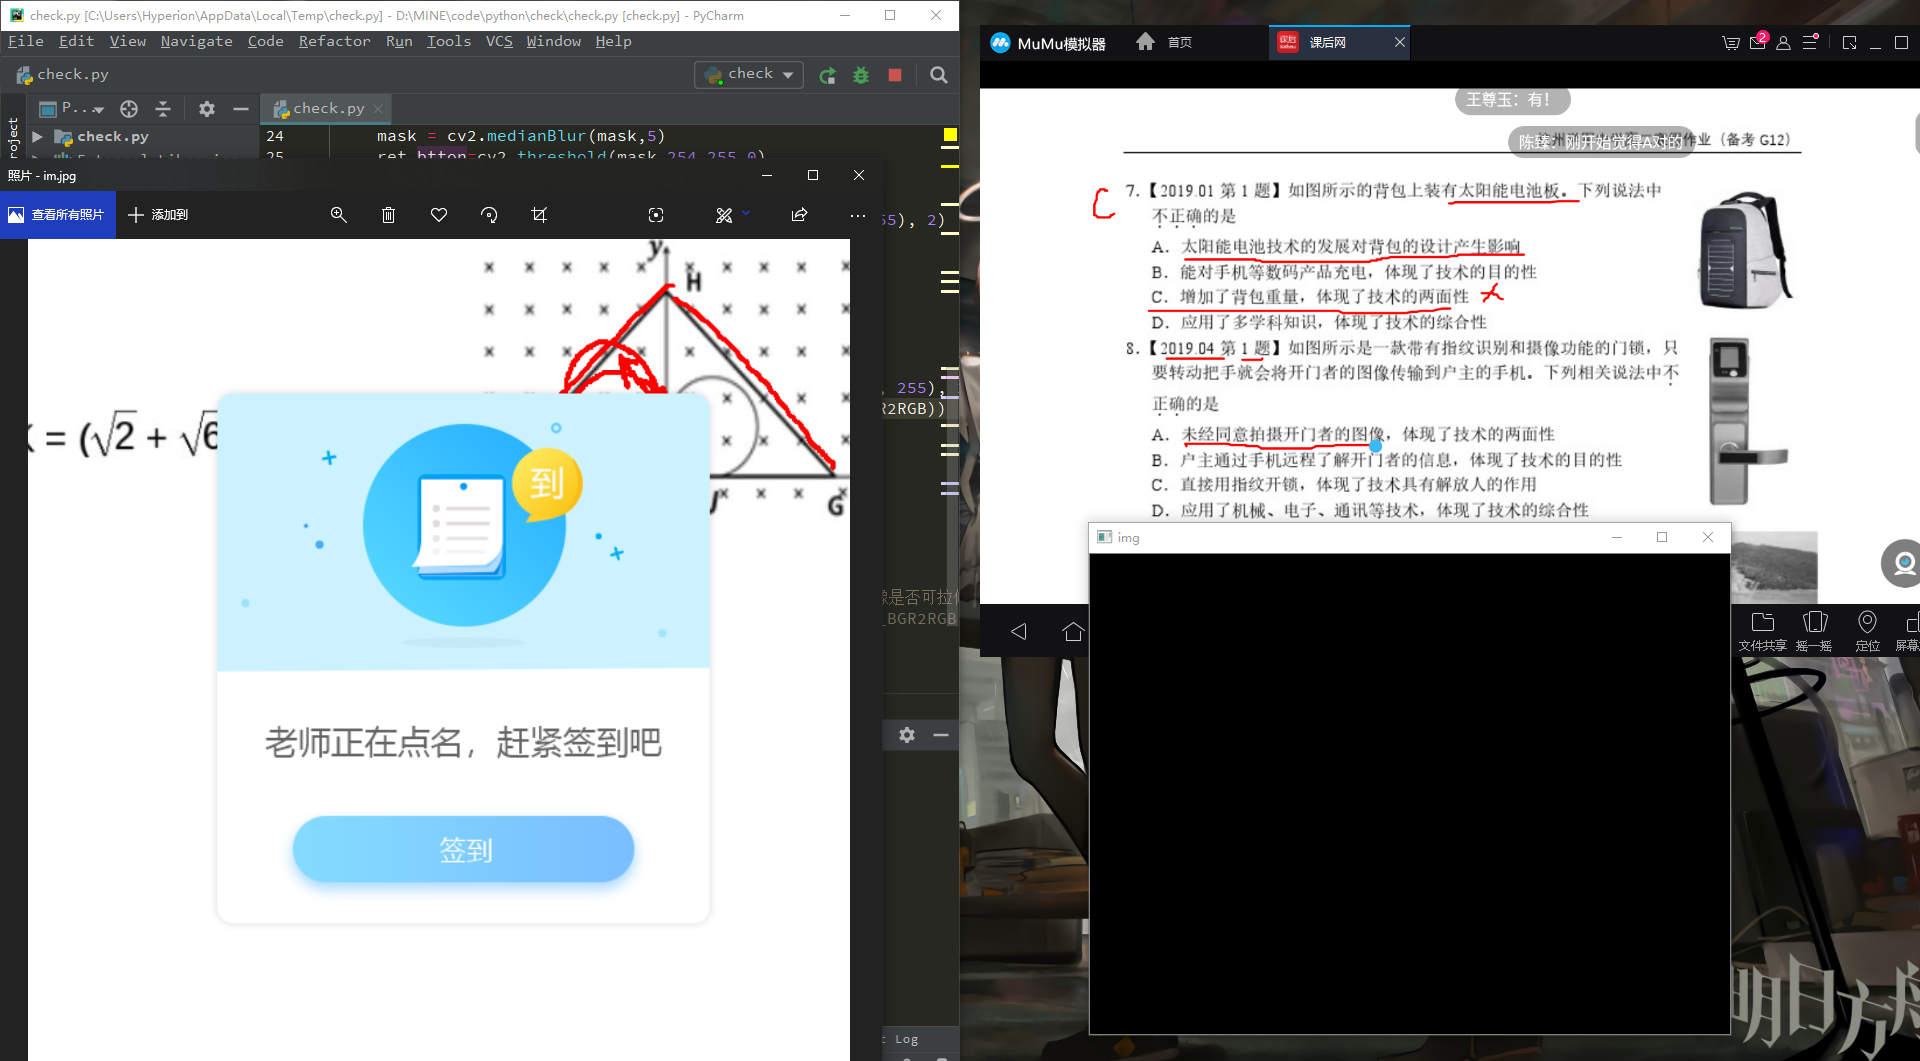 check.py [C:\Users\Hyperion\AppData\Local\Temp\check.py] - D:\MINE\code\python\check\check.py [check.py] - PyCharm
File Edit View Navigate Code Refactor Run Tools VCS Window Help
check.py
check
P...
check.py
check.py
24 mask = cv2.medianBlur(mask,5)
25 ret,btton=cv2.threshold(mask,254,255,0)
照片 - im.jpg
查看所有照片
添加到
55), 2)
, 255),
R2RGB))
像是否可拉伸
_BGR2RGB
Log
y
H
J
G
= (√2 + √6
到
老师正在点名，赶紧签到吧
签到
MuMu模拟器
首页
课后网
2
王尊玉：有！
陈臻：刚开始觉得A对的
作业（备考 G12）
C
7.【2019.01 第 1 题】如图所示的背包上装有太阳能电池板。下列说法中
不正确的是
A. 太阳能电池技术的发展对背包的设计产生影响
B. 能对手机等数码产品充电，体现了技术的目的性
C. 增加了背包重量，体现了技术的两面性
D. 应用了多学科知识，体现了技术的综合性
8.【2019.04 第 1 题】如图所示是一款带有指纹识别和摄像功能的门锁，只
要转动把手就会将开门者的图像传输到户主的手机。下列相关说法中不
正确的是
A. 未经同意拍摄开门者的图像，体现了技术的两面性
B. 户主通过手机远程了解开门者的信息，体现了技术的目的性
C. 直接用指纹开锁，体现了技术具有解放人的作用
D. 应用了机械、电子、通讯等技术，体现了技术的综合性
img
文件共享 摇一摇 定位 屏幕
明日方舟